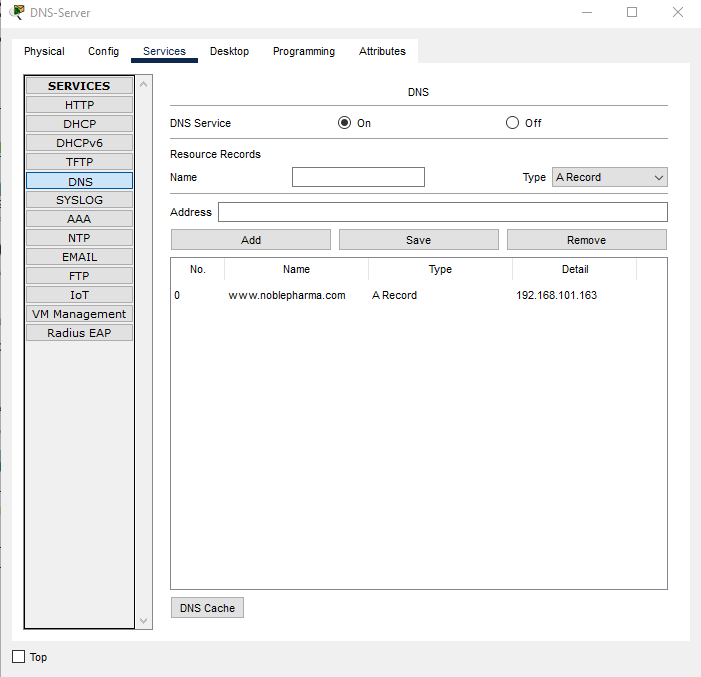 DNS-Server
Physical Config Services Desktop Programming Attributes
SERVICES
HTTP
DHCP
DHCPv6
TFTP
DNS
SYSLOG
AAA
NTP
EMAIL
FTP
IoT
VM Management
Radius EAP
DNS
DNS Service On Off
Resource Records
Name Type A Record
Address
Add Save Remove
No. Name Type Detail
0 www.noblepharma.com A Record 192.168.101.163
DNS Cache
Top